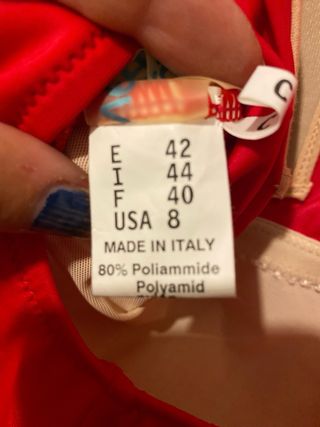 E 42
I 44
F 40
USA 8
MADE IN ITALY
80% Poliammide
Polyamid